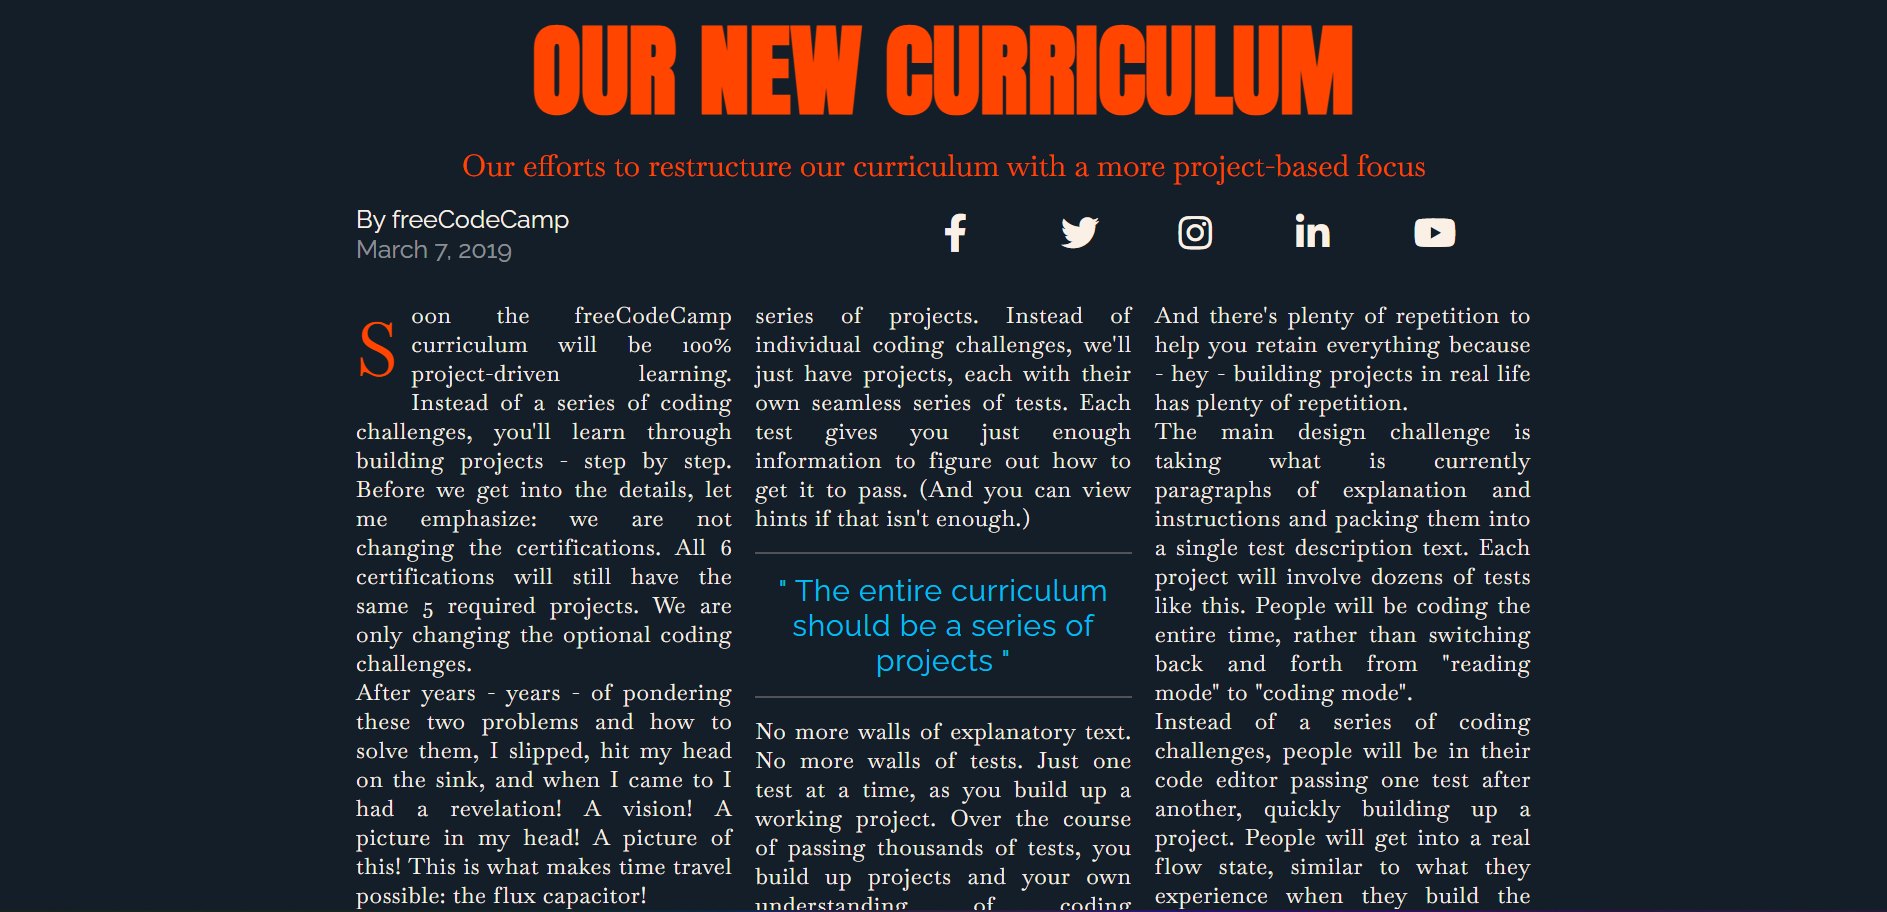 OUR NEW CURRICULUM
Our efforts to restructure our curriculum with a more project-based focus
By freeCodeCamp
March 7, 2019
Soon the freeCodeCamp
curriculum will be 100%
project-driven learning.
Instead of a series of coding
challenges, you'll learn through
building projects - step by step.
Before we get into the details, let
me emphasize: we are not
changing the certifications. All 6
certifications will still have the
same 5 required projects. We are
only changing the optional coding
challenges.
After years - years - of pondering
these two problems and how to
solve them, I slipped, hit my head
on the sink, and when I came to I
had a revelation! A vision! A
picture in my head! A picture of
this! This is what makes time travel
possible: the flux capacitor!
series of projects. Instead of
individual coding challenges, we'll
just have projects, each with their
own seamless series of tests. Each
test gives you just enough
information to figure out how to
get it to pass. (And you can view
hints if that isn't enough.)
" The entire curriculum
should be a series of
projects "
No more walls of explanatory text.
No more walls of tests. Just one
test at a time, as you build up a
working project. Over the course
of passing thousands of tests, you
build up projects and your own
understanding of coding
And there's plenty of repetition to
help you retain everything because
- hey - building projects in real life
has plenty of repetition.
The main design challenge is
taking what is currently
paragraphs of explanation and
instructions and packing them into
a single test description text. Each
project will involve dozens of tests
like this. People will be coding the
entire time, rather than switching
back and forth from "reading
mode" to "coding mode".
Instead of a series of coding
challenges, people will be in their
code editor passing one test after
another, quickly building up a
project. People will get into a real
flow state, similar to what they
experience when they build the